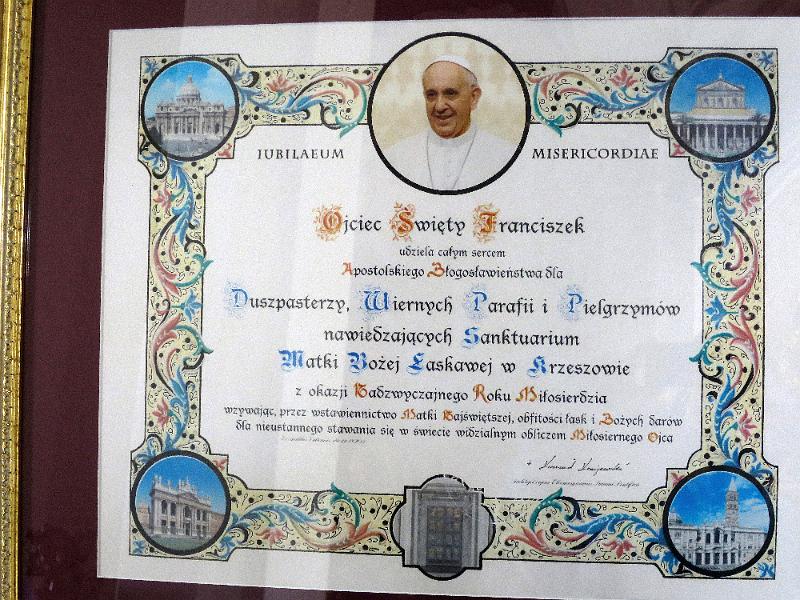 IUBILAEUM MISERICORDIAE
Ojciec Święty Franciszek
udziela całym sercem
Apostolskiego Błogosławieństwa dla
Duszpasterzy, Wiernych Parafii i Pielgrzymów
nawiedzających Sanktuarium
Matki Bożej Łaskawej w Krzeszowie
z okazji Nadzwyczajnego Roku Miłosierdzia
wzywając, przez wstawiennictwo Matki Najświętszej, obfitości łask i Bożych darów
dla nieustannego stawania się w świecie widzialnym obliczem Miłosiernego Ojca